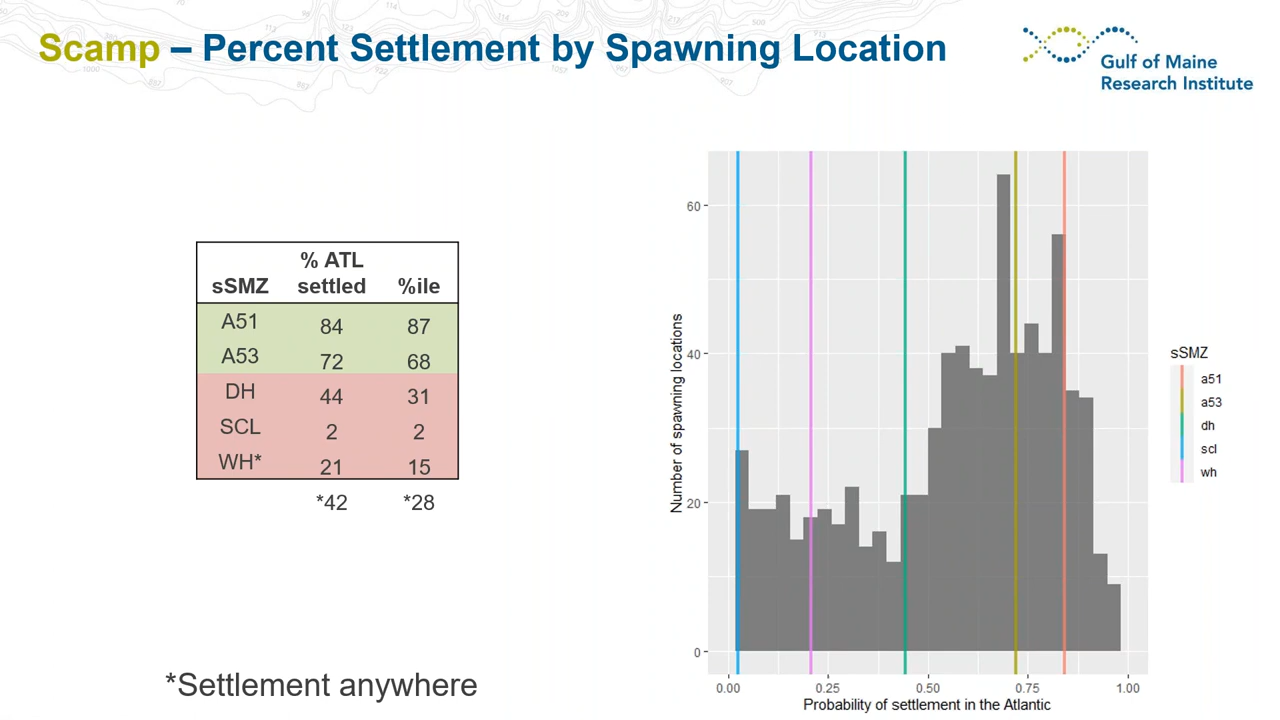 Scamp – Percent Settlement by Spawning Location
Gulf of Maine
Research Institute
% ATL
sSMZ settled %ile
A51 84 87
A53 72 68
DH 44 31
SCL 2 2
WH* 21 15
*42 *28
*Settlement anywhere
Number of spawning locations
60
40
20
0
0.00 0.25 0.50 0.75 1.00
Probability of settlement in the Atlantic
sSMZ
a51
a53
dh
scl
wh